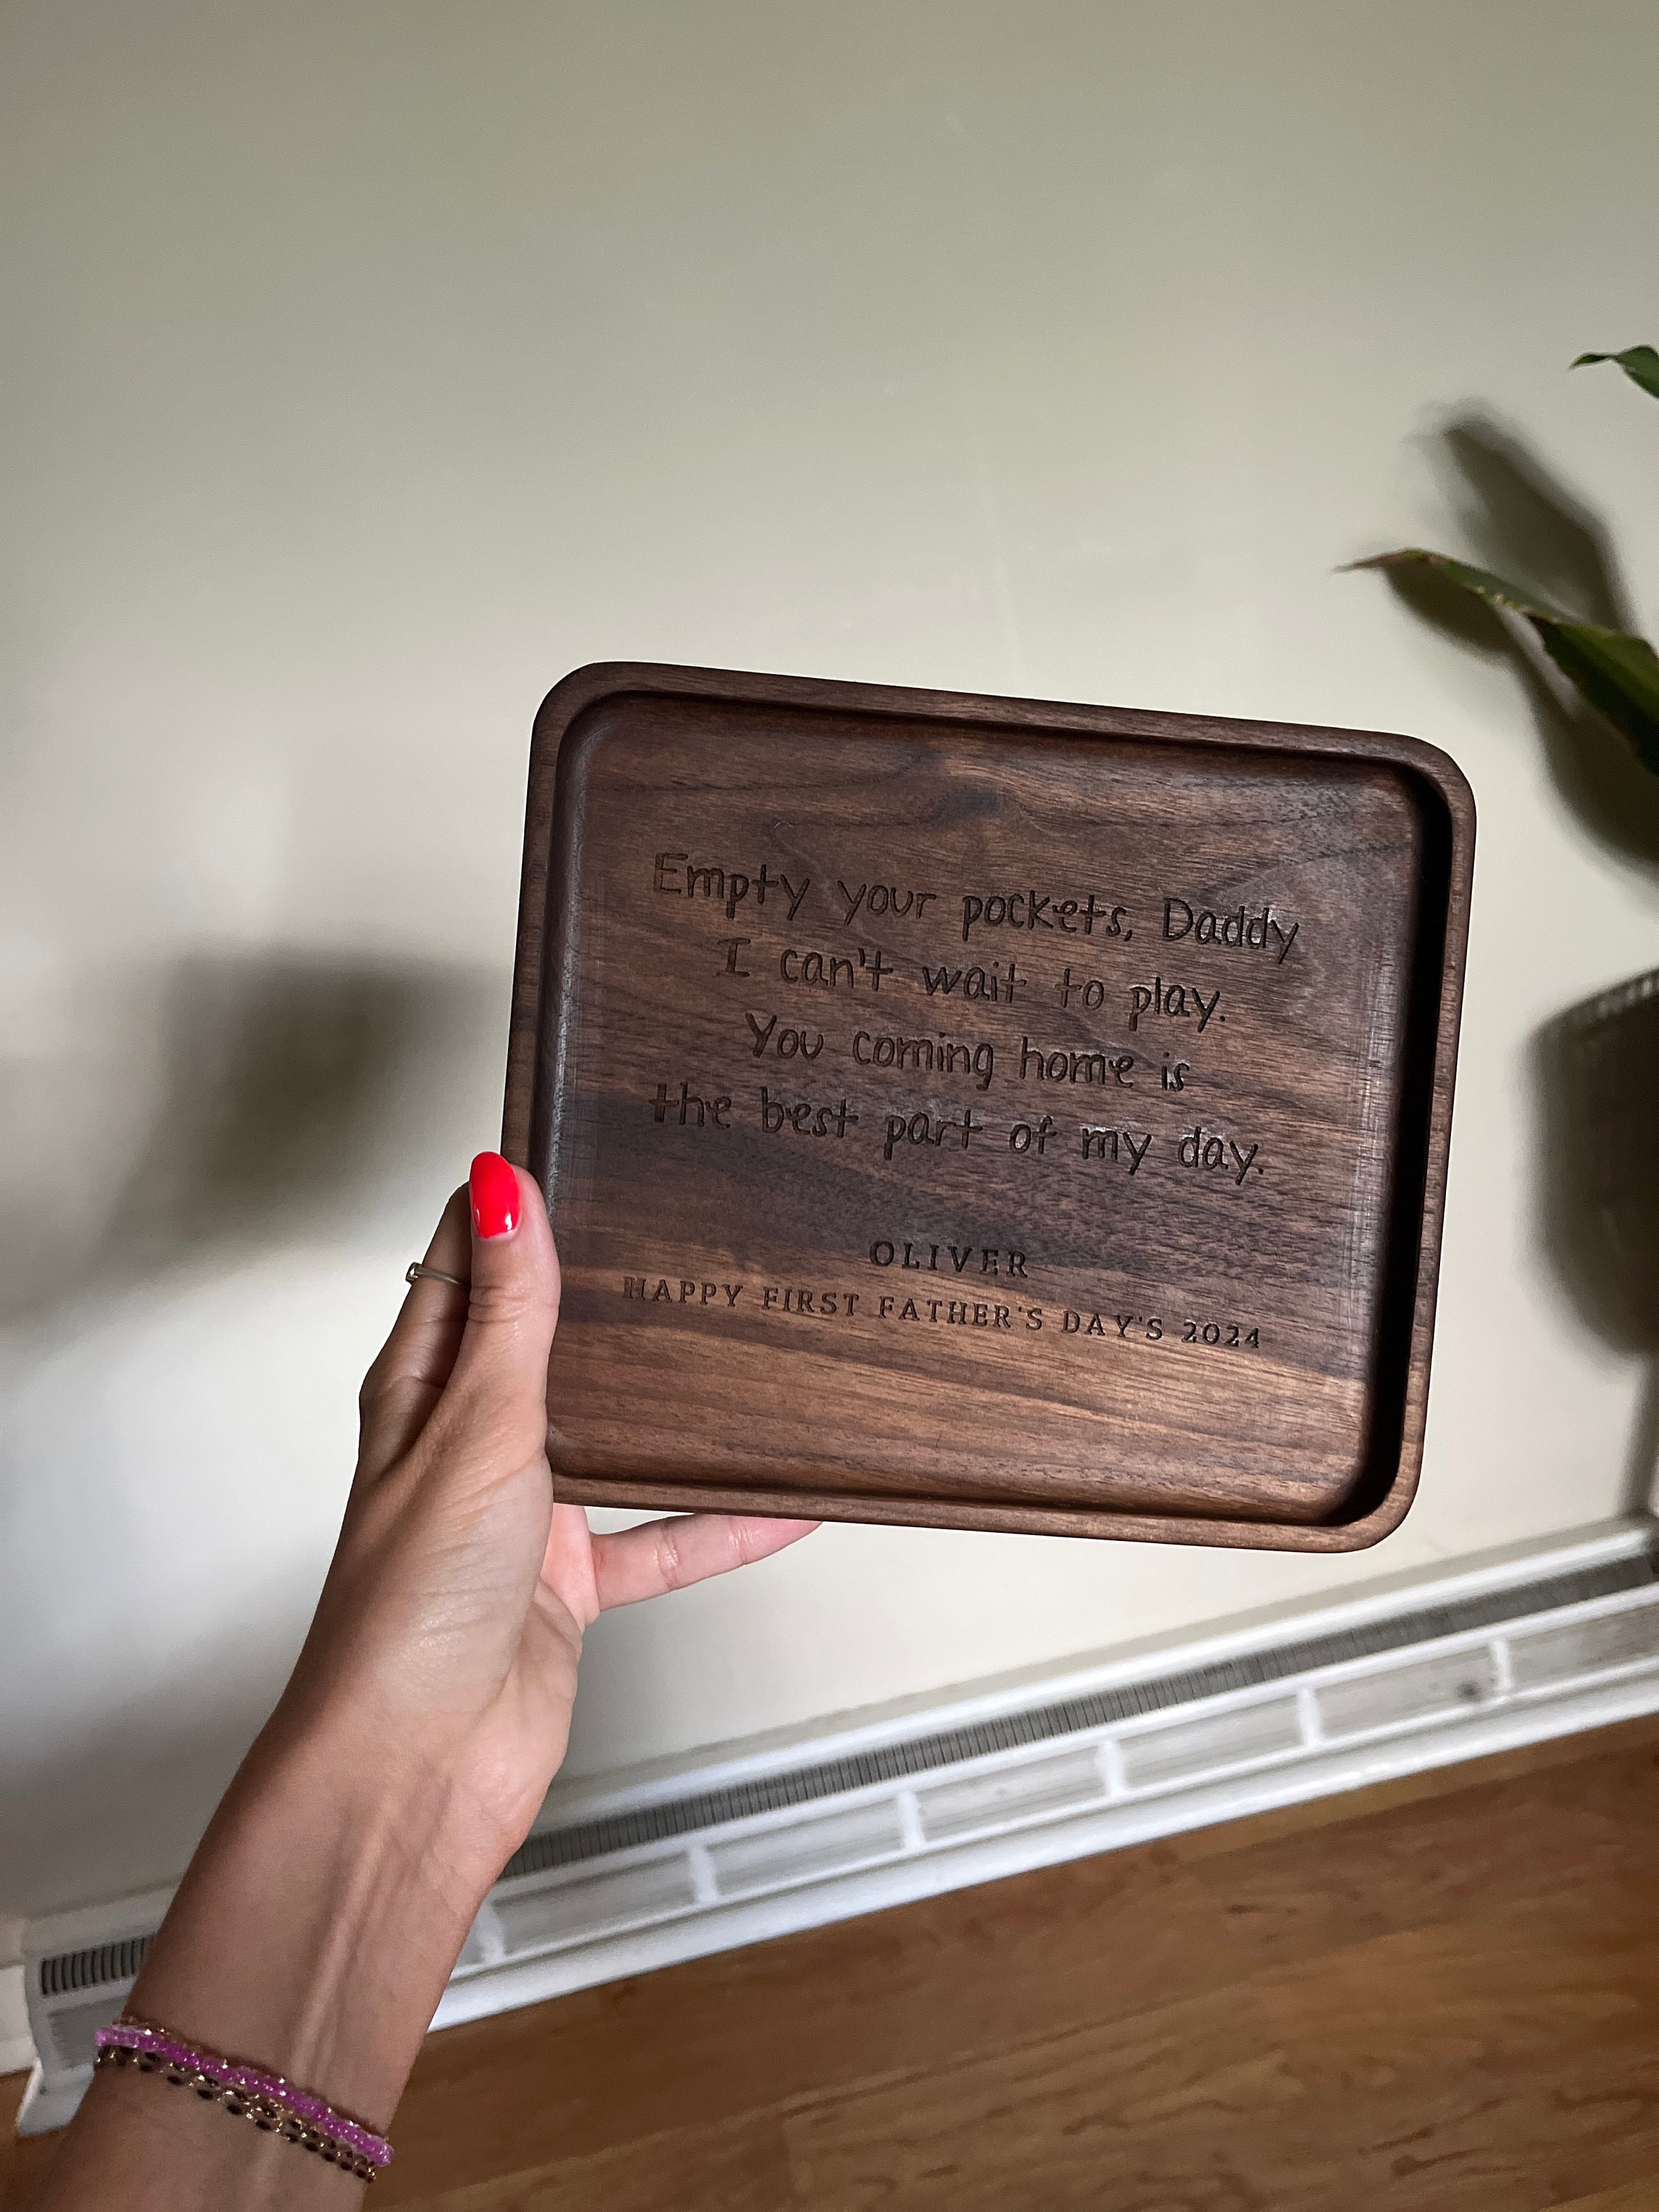 Empty your pockets, Daddy
I can't wait to play.
You coming home is
the best part of my day.
OLIVER
HAPPY FIRST FATHER'S DAY'S 2024